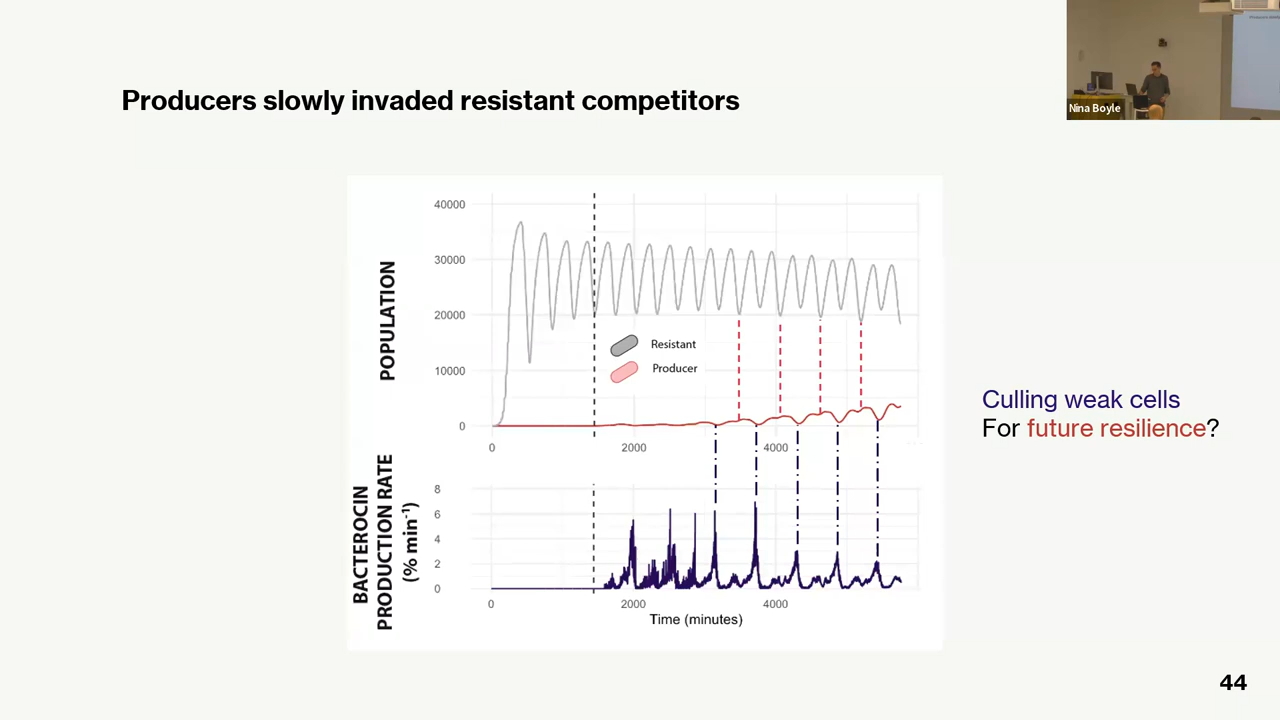 Producers slowly invaded resistant competitors
Nina Boyle
POPULATION
40000
30000
20000
10000
0
Resistant
Producer
0
2000
4000
BACTEROCIN
PRODUCTION RATE
(% min⁻¹)
8
6
4
2
0
0
2000
4000
Time (minutes)
Culling weak cells
For future resilience?
44